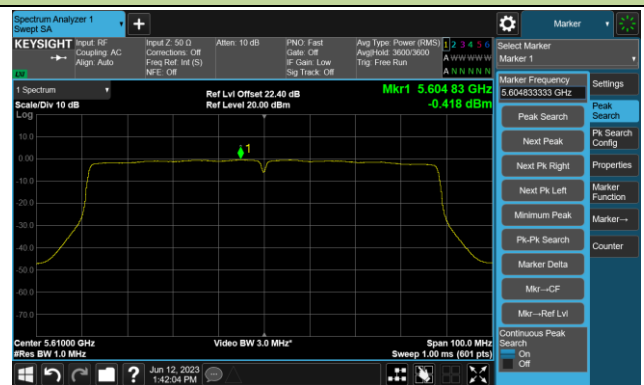 Spectrum Analyzer 1
Swept SA
Marker
KEYSIGHT
Input: RF
Coupling: AC
Align: Auto
Input Z: 50 Ω
Corrections: Off
Freq Ref: Int (S)
NFE: Off
Atten: 10 dB
PNO: Fast
Gate: Off
IF Gain: Low
Sig Track: Off
Avg Type: Power (RMS)
Avg|Hold: 3600/3600
Trig: Free Run
1 2 3 4 5 6
A W W W W W
A N N N N N
Select Marker
Marker 1
1 Spectrum
Scale/Div 10 dB
Log
Ref Lvl Offset 22.40 dB
Ref Level 20.00 dBm
Mkr1 5.604 83 GHz
-0.418 dBm
10.0
0.00
-10.0
-20.0
-30.0
-40.0
-50.0
-60.0
-70.0
1
Center 5.61000 GHz
#Res BW 1.0 MHz
Video BW 3.0 MHz*
Span 100.0 MHz
Sweep 1.00 ms (601 pts)
Marker Frequency
5.604833333 GHz
Peak Search
Next Peak
Next Pk Right
Next Pk Left
Minimum Peak
Pk-Pk Search
Marker Delta
Mkr→CF
Mkr→Ref Lvl
Continuous Peak
Search
On
Off
Settings
Peak
Search
Pk Search
Config
Properties
Marker
Function
Marker→
Counter
?
Jun 12, 2023
1:42:04 PM